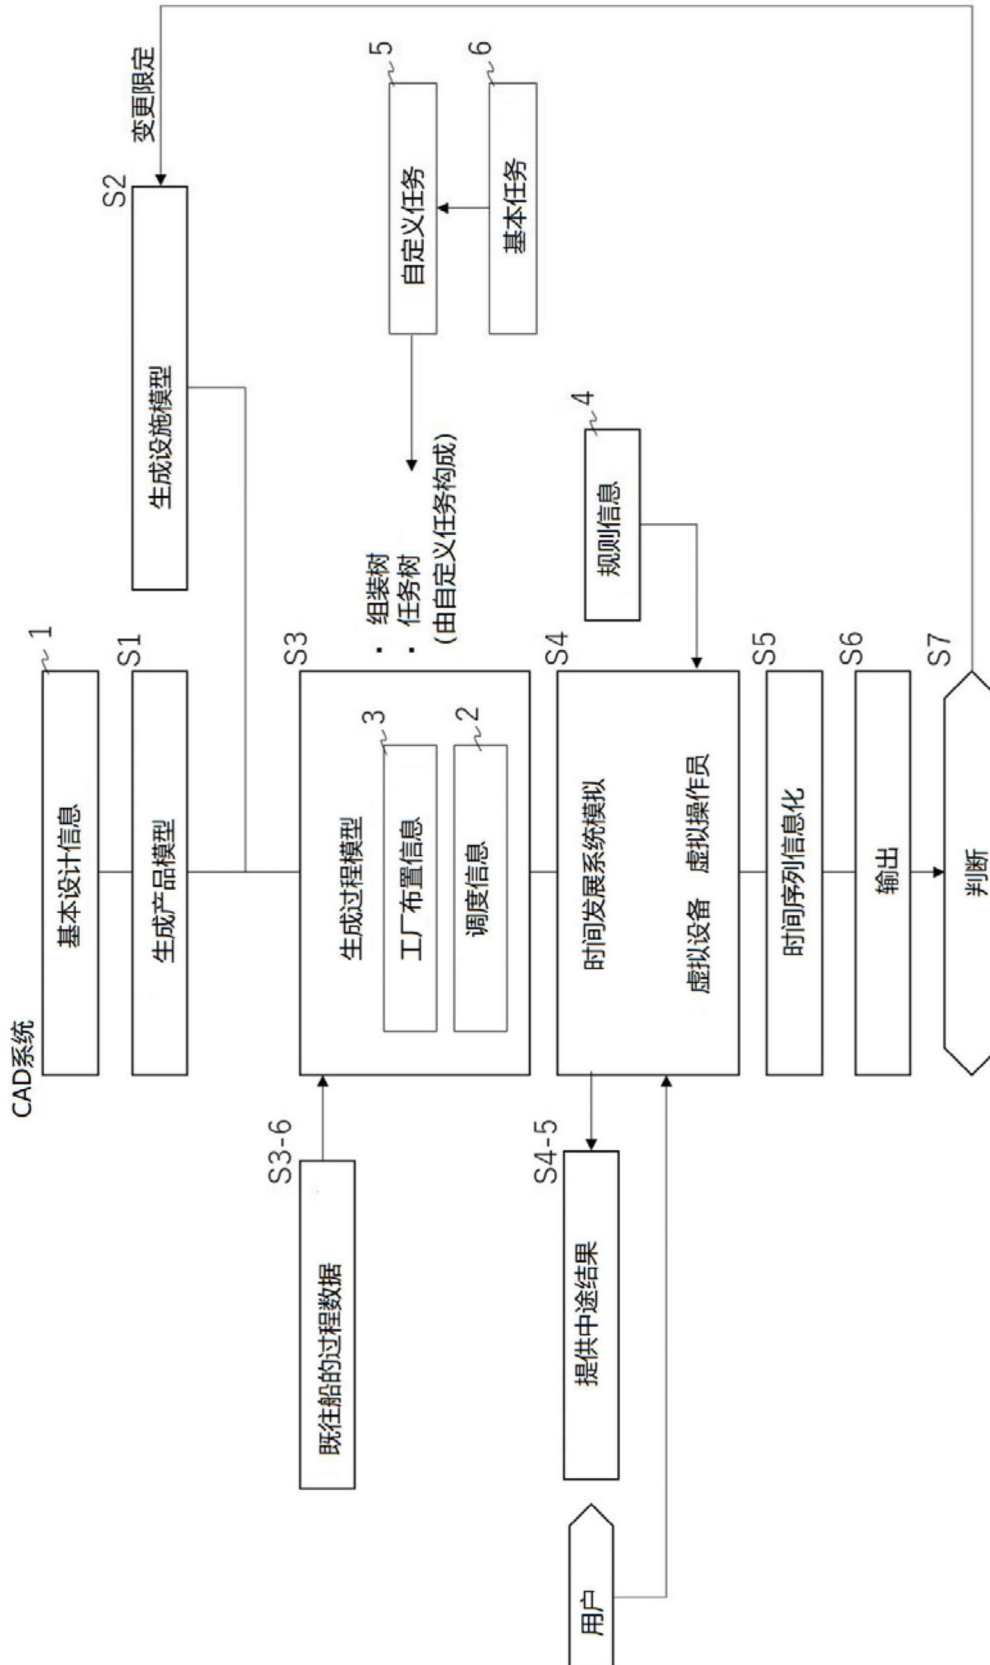 CAD系统
1
基本设计信息
S1
生成产品模型
S2
生成设施模型
变更限定
S3-6
既往船的过程数据
S3
生成过程模型
3
工厂布置信息
2
调度信息
· 组装树
· 任务树
(由自定义任务构成)
5
自定义任务
6
基本任务
S4-5
提供中途结果
用户
S4
时间发展系统模拟
虚拟设备 虚拟操作员
4
规则信息
S5
时间序列信息化
S6
输出
S7
判断